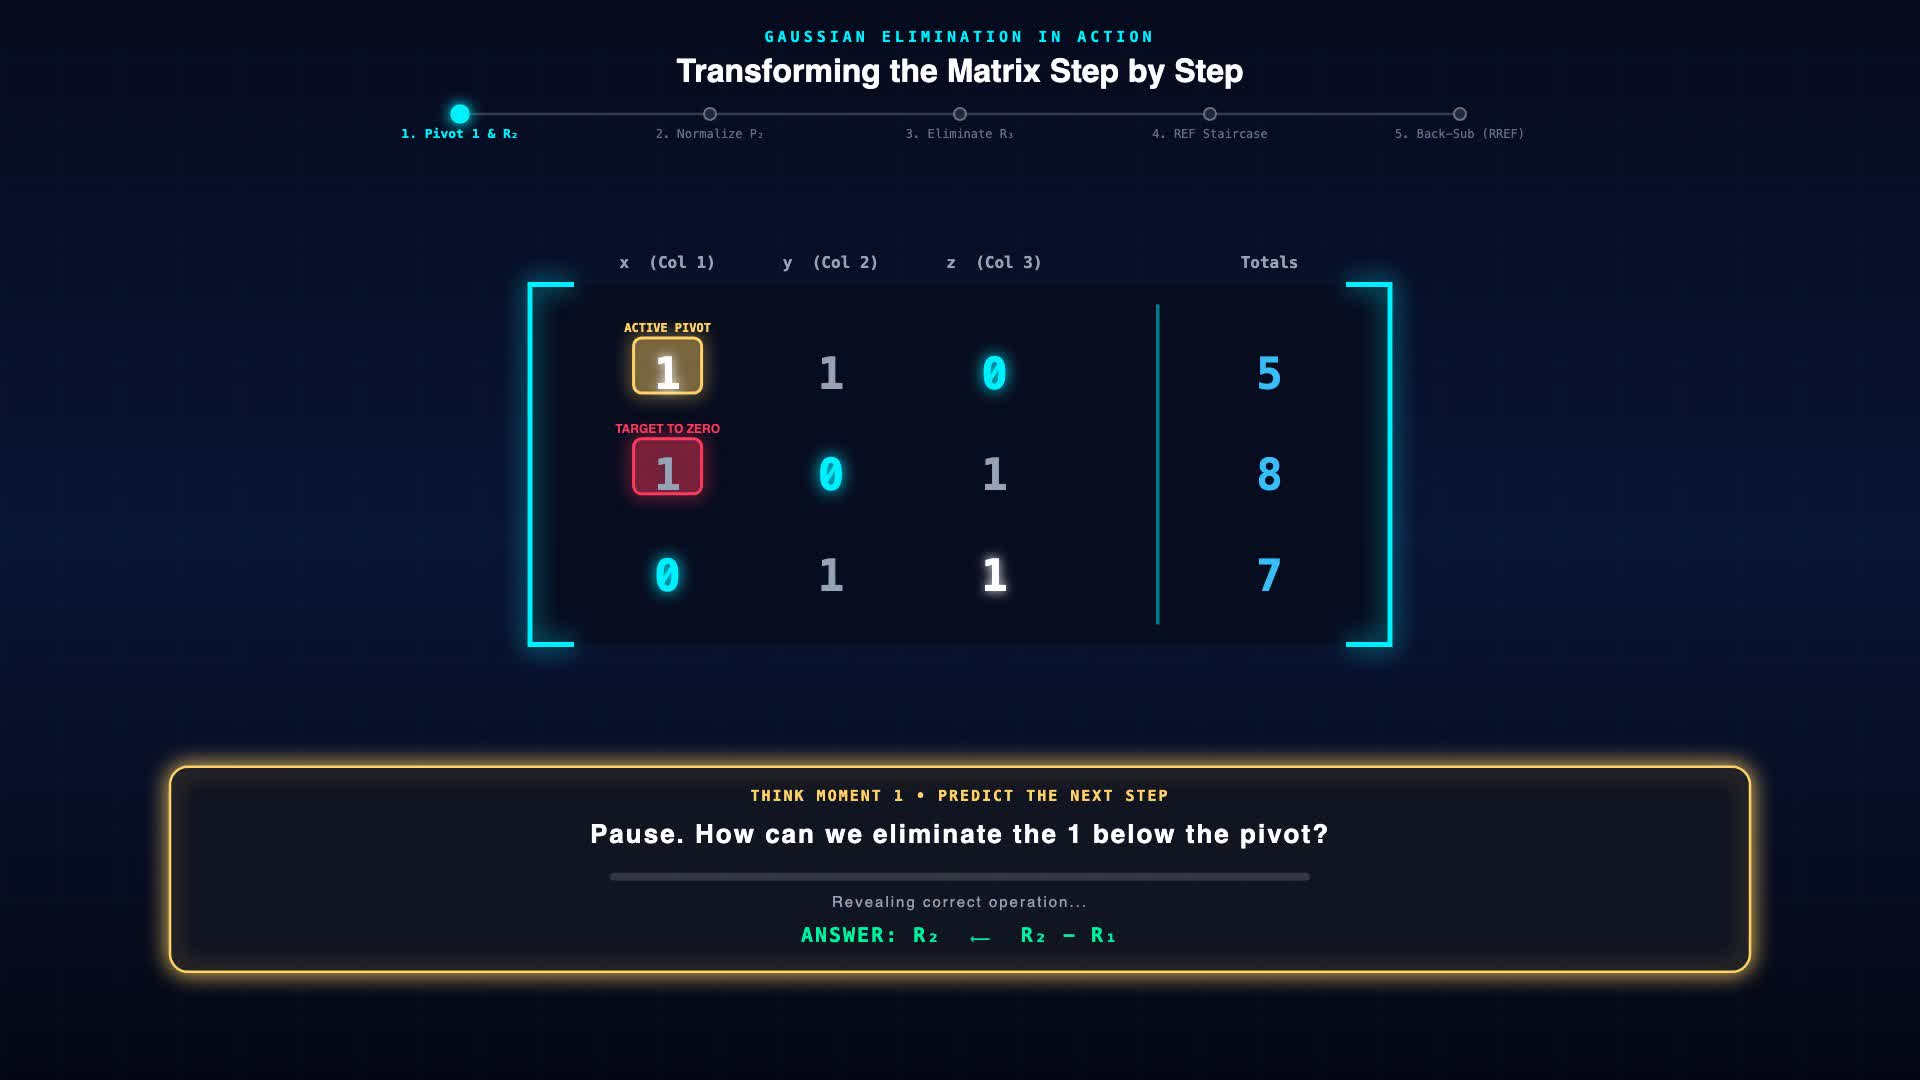 GAUSSIAN ELIMINATION IN ACTION
Transforming the Matrix Step by Step
1. Pivot 1 & R₂ 2. Normalize P₂ 3. Eliminate R₃ 4. REF Staircase 5. Back-Sub (RREF)
x (Col 1) y (Col 2) z (Col 3) Totals
ACTIVE PIVOT
1 1 0 5
TARGET TO ZERO
1 0 1 8
0 1 1 7
THINK MOMENT 1 • PREDICT THE NEXT STEP
Pause. How can we eliminate the 1 below the pivot?
Revealing correct operation...
ANSWER: R₂ ⟵ R₂ − R₁